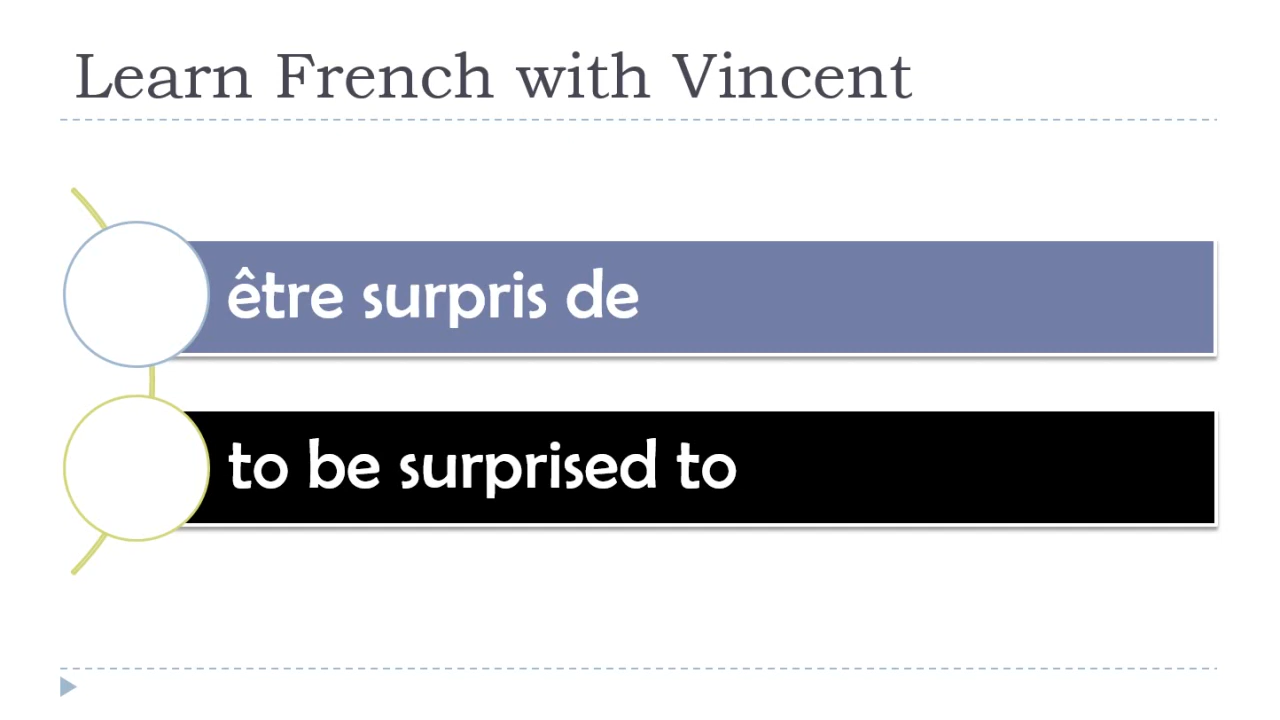 Learn French with Vincent
être surpris de
to be surprised to